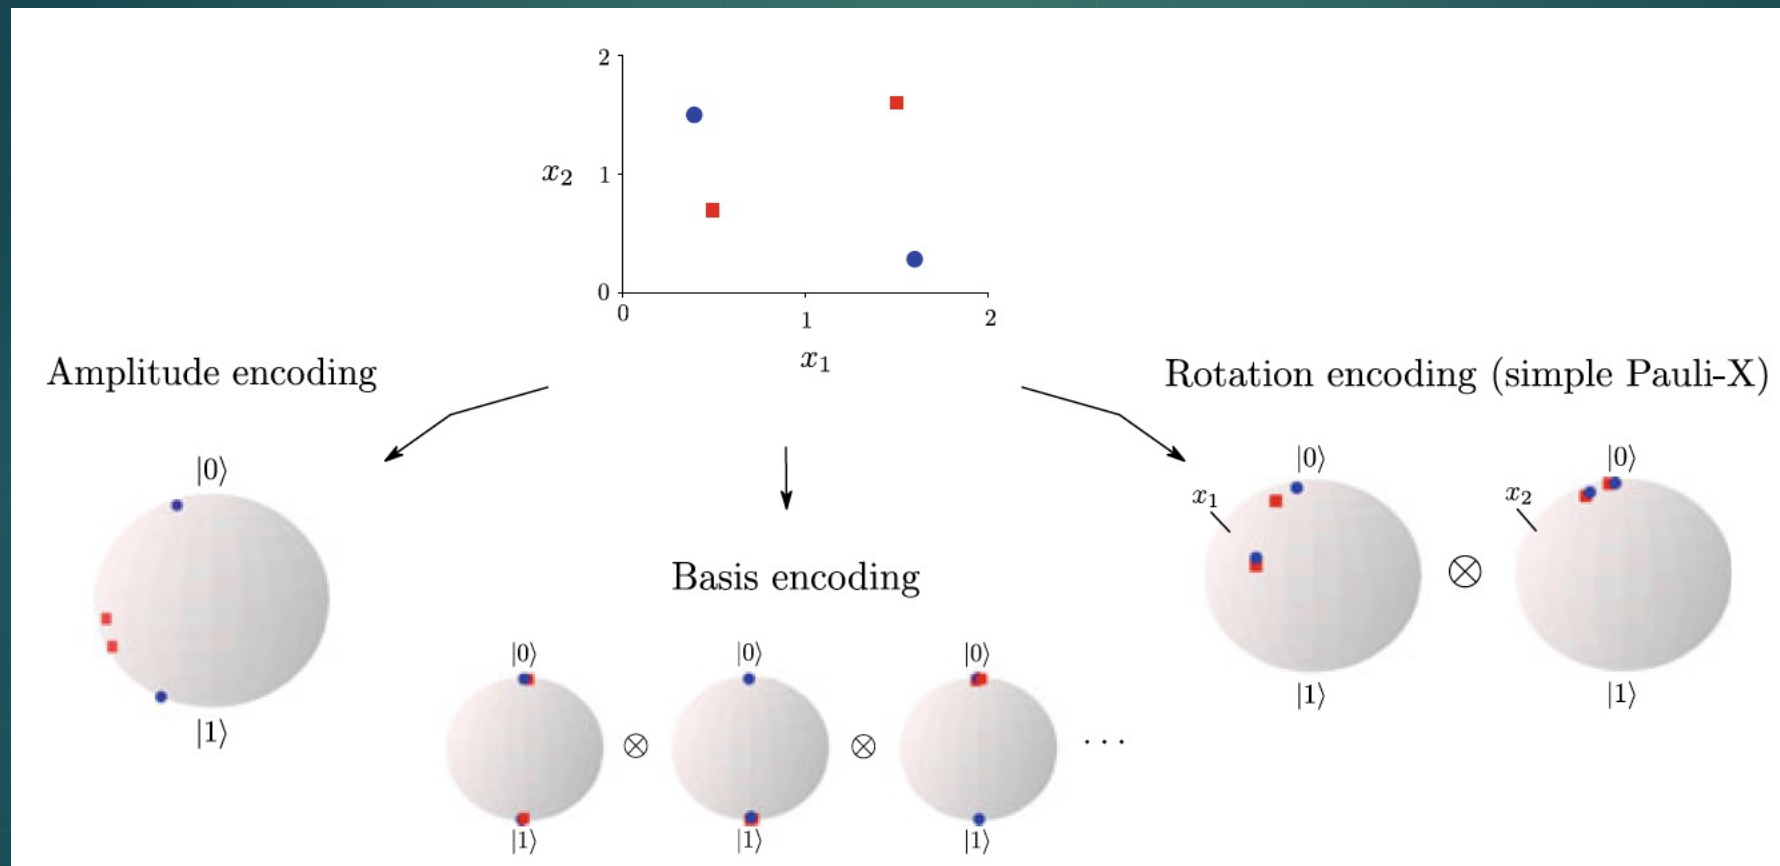 2
x₂ 1
0
0 1 2
x₁
Amplitude encoding
Rotation encoding (simple Pauli-X)
|0⟩
|1⟩
Basis encoding
|0⟩ |0⟩ |0⟩
⊗ ⊗ ...
|1⟩ |1⟩ |1⟩
|0⟩ |0⟩
x₁ x₂
⊗
|1⟩ |1⟩